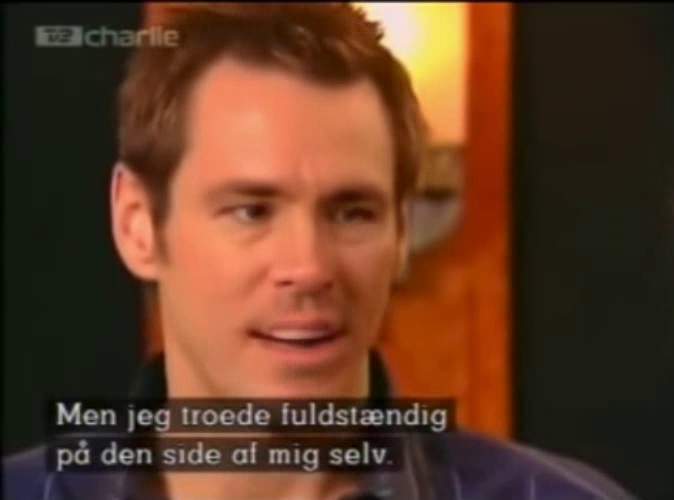 TV2 charlie
Men jeg troede fuldstændig
på den side af mig selv.